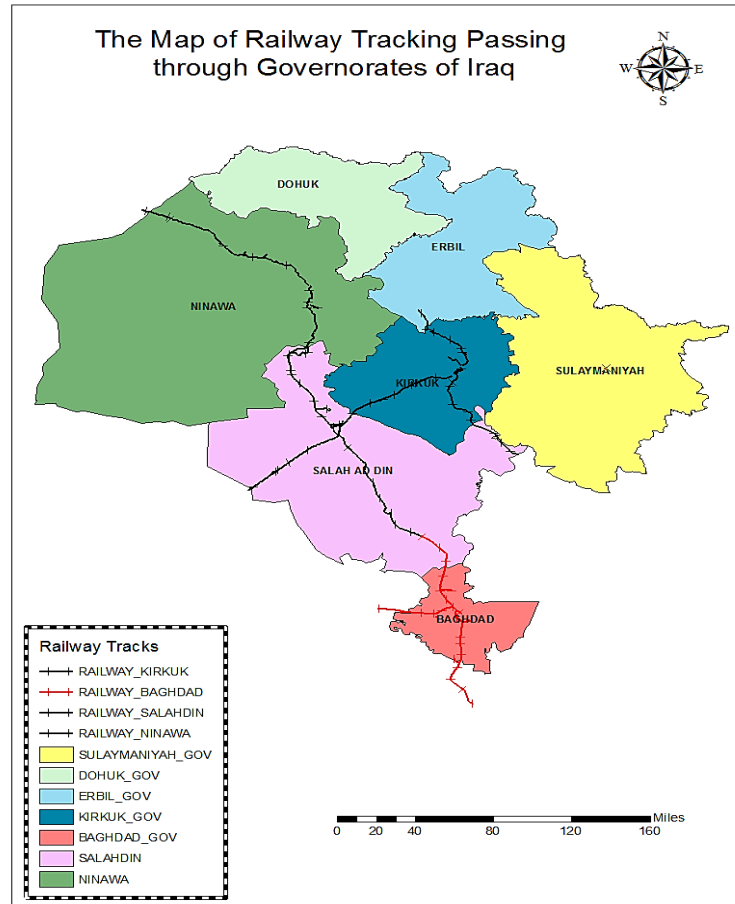 The Map of Railway Tracking Passing
through Governorates of Iraq
N
W E
S
DOHUK
ERBIL
NINAWA
SULAYMANIYAH
KIRKUK
SALAH AD DIN
BAGHDAD
Railway Tracks
RAILWAY_KIRKUK
RAILWAY_BAGHDAD
RAILWAY_SALAHDIN
RAILWAY_NINAWA
SULAYMANIYAH_GOV
DOHUK_GOV
ERBIL_GOV
KIRKUK_GOV
BAGHDAD_GOV
SALAHDIN
NINAWA
Miles
0 20 40 80 120 160